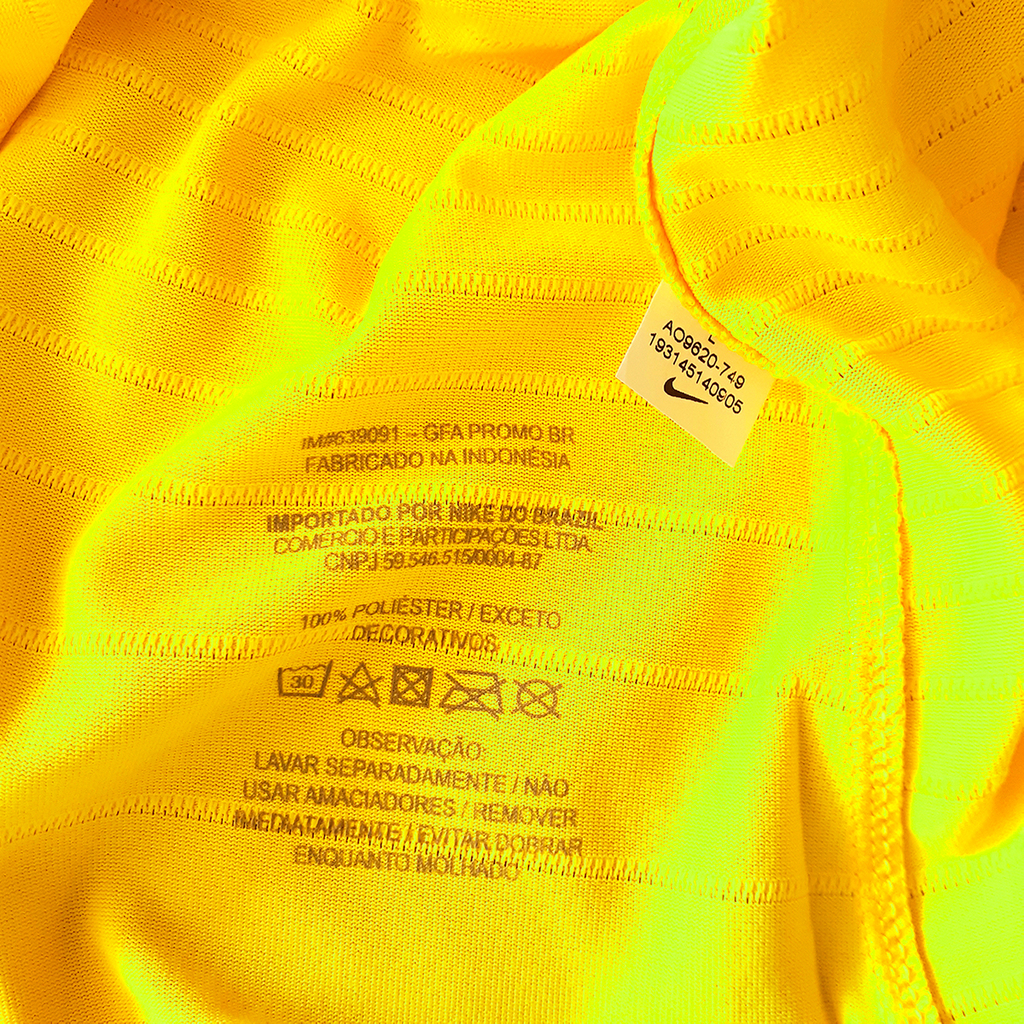 L
AO9620-749
193145140905
IM#639091 – GFA PROMO BR
FABRICADO NA INDONÉSIA
IMPORTADO POR NIKE DO BRAZIL
COMERCIO E PARTICIPAÇÕES LTDA
CNPJ 59.546.515/0004-87
100% POLIÉSTER / EXCETO
DECORATIVOS
30
OBSERVAÇÃO:
LAVAR SEPARADAMENTE / NÃO
USAR AMACIADORES / REMOVER
IMEDIATAMENTE / EVITAR DOBRAR
ENQUANTO MOLHADO